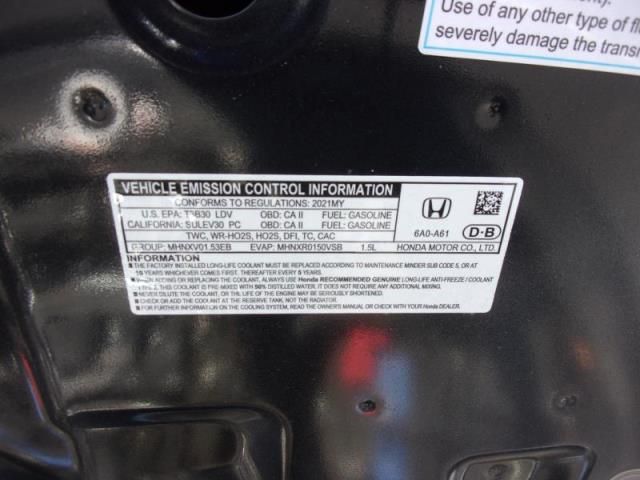 Use of any other type of
severely damage the
VEHICLE EMISSION CONTROL INFORMATION
CONFORMS TO REGULATIONS: 2021MY
U.S. EPA: T3B30 LDV OBD: CA II FUEL: GASOLINE
CALIFORNIA: SULEV30 PC OBD: CA II FUEL: GASOLINE
TWC, WR-HO2S, HO2S, DFI, TC, CAC
GROUP: MHNXV01.53EB EVAP: MHNXR0150VSB 1.5L
6A0-A61 D-B
HONDA MOTOR CO., LTD.
INFORMATION
THE FACTORY INSTALLED LONG-LIFE COOLANT MUST BE REPLACED ACCORDING TO MAINTENANCE MINDER SUB CODE 5, OR AT
10 YEARS WHICHEVER COMES FIRST, THEREAFTER EVERY 5 YEARS.
WHEN ADDING OR REPLACING THE COOLANT, ALWAYS USE Honda RECOMMENDED GENUINE LONG-LIFE ANTI-FREEZE / COOLANT
TYPE 2, THIS COOLANT IS PRE-MIXED WITH 50% DISTILLED WATER, IT DOES NOT REQUIRE ANY ADDITIONAL MIXING.
NEVER DILUTE THE COOLANT, OR THE LIFE OF THE ENGINE MAY BE SERIOUSLY SHORTENED.
CHECK AND ADD COOLANT AT THE RESERVE TANK, NOT THE RADIATOR.
FOR FURTHER INFORMATION ON THE COOLING SYSTEM, READ THE OWNER'S MANUAL OR CHECK WITH YOUR Honda DEALER.